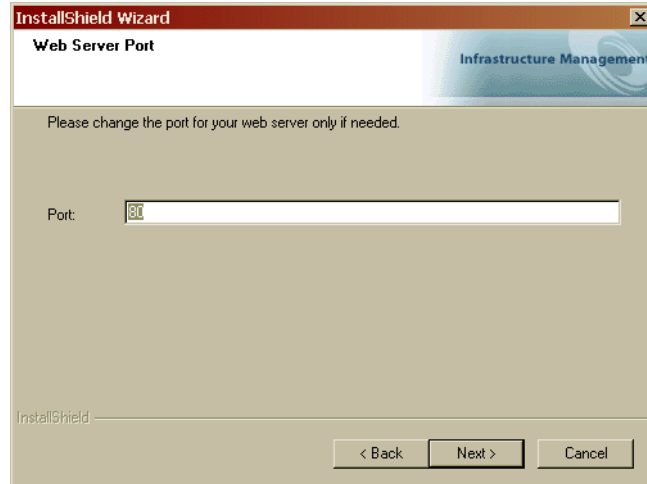 InstallShield Wizard
Web Server Port
Infrastructure Management
Please change the port for your web server only if needed.
Port:
80
InstallShield
< Back
Next >
Cancel